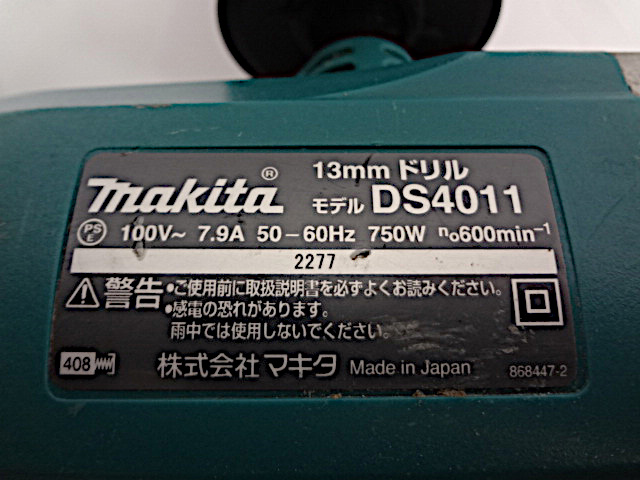 makita®
13mm ドリル
モデル DS4011
PSE 100V~ 7.9A 50-60Hz 750W n₀600min⁻¹
2277
警告 •ご使用前に取扱説明書を必ずよくお読みください。
•感電の恐れがあります。
雨中では使用しないでください。
408 株式会社 マキタ Made in Japan 868447-2